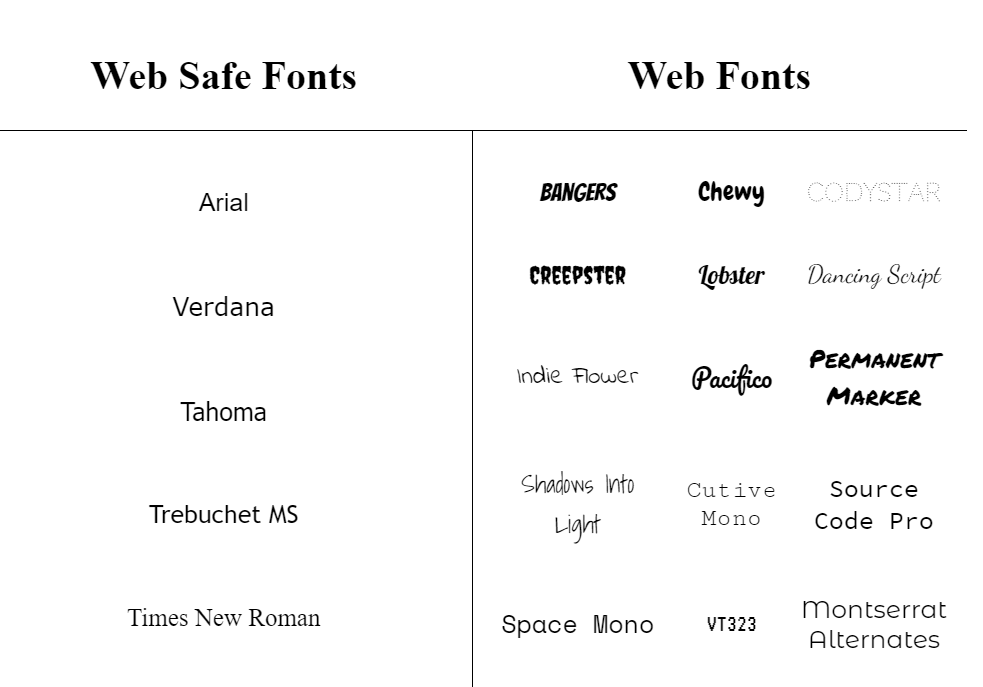 Web Safe Fonts
Web Fonts
Arial
Verdana
Tahoma
Trebuchet MS
Times New Roman
BANGERS
Chewy
CODYSTAR
CREEPSTER
Lobster
Dancing Script
Indie Flower
Pacifico
PERMANENT
MARKER
Shadows Into
Light
Cutive
Mono
Source
Code Pro
Space Mono
VT323
Montserrat
Alternates